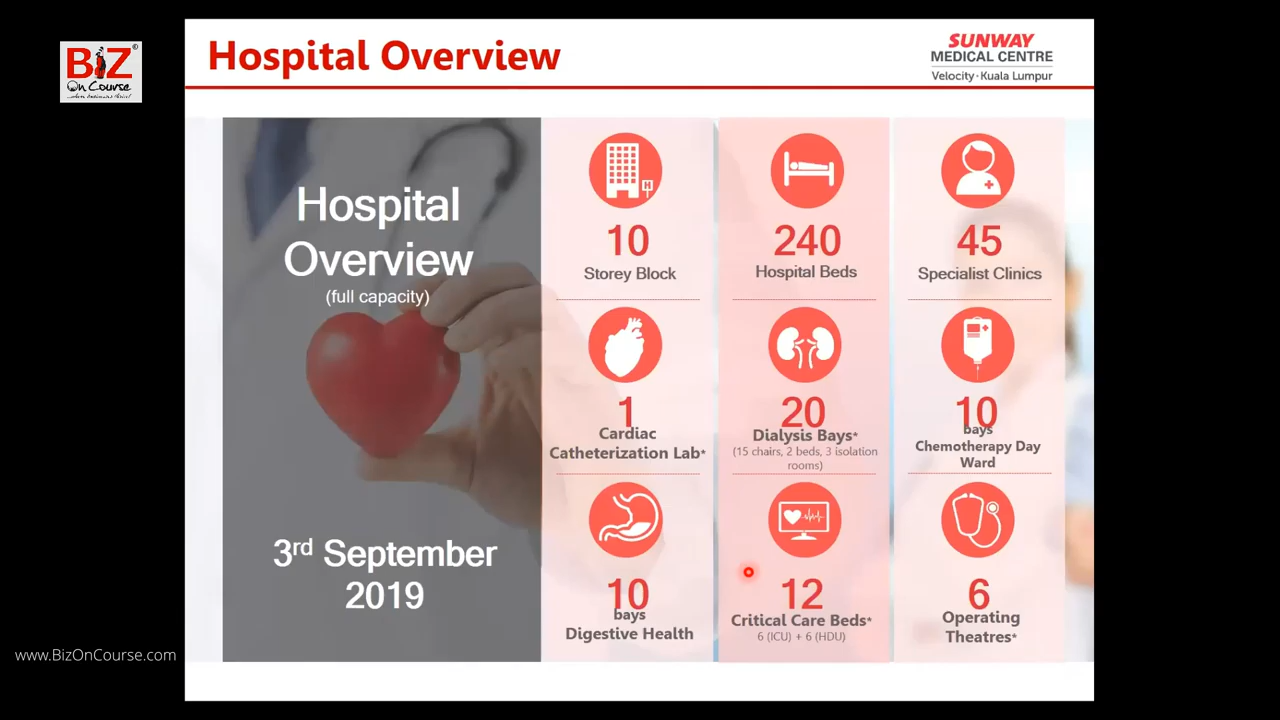 Hospital Overview
SUNWAY
MEDICAL CENTRE
Velocity · Kuala Lumpur
BiZ
On Course
Hospital
Overview
(full capacity)
3rd September
2019
10
Storey Block
240
Hospital Beds
45
Specialist Clinics
1
Cardiac
Catheterization Lab*
20
Dialysis Bays*
(15 chairs, 2 beds, 3 isolation
rooms)
10
bays
Chemotherapy Day
Ward
10
bays
Digestive Health
12
Critical Care Beds*
6 (ICU) + 6 (HDU)
6
Operating
Theatres*
www.BizOnCourse.com